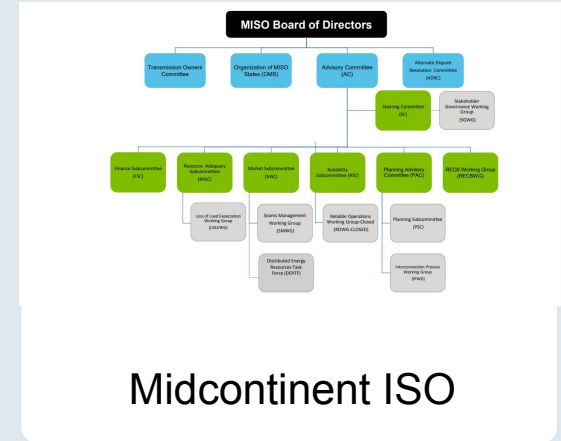 MISO Board of Directors
Transmission Owners
Committee
Organization of MISO
States (OMS)
Advisory Committee
(AC)
Alternate Dispute
Resolution Committee
(ADRC)
Steering Committee
(SC)
Stakeholder
Governance Working
Group
(SGWG)
Finance Subcommittee
(FSC)
Resource Adequacy
Subcommittee
(RASC)
Market Subcommittee
(MSC)
Reliability
Subcommittee (RSC)
Planning Advisory
Committee (PAC)
RECB Working Group
(RECBWG)
Loss of Load Expectation
Working Group
(LOLEWG)
Seams Management
Working Group
(SMWG)
Reliable Operations
Working Group-Closed
(ROWG-CLOSED)
Planning Subcommittee
(PSC)
Distributed Energy
Resources Task
Force (DERTF)
Interconnection Process
Working Group
(IPWG)
Midcontinent ISO